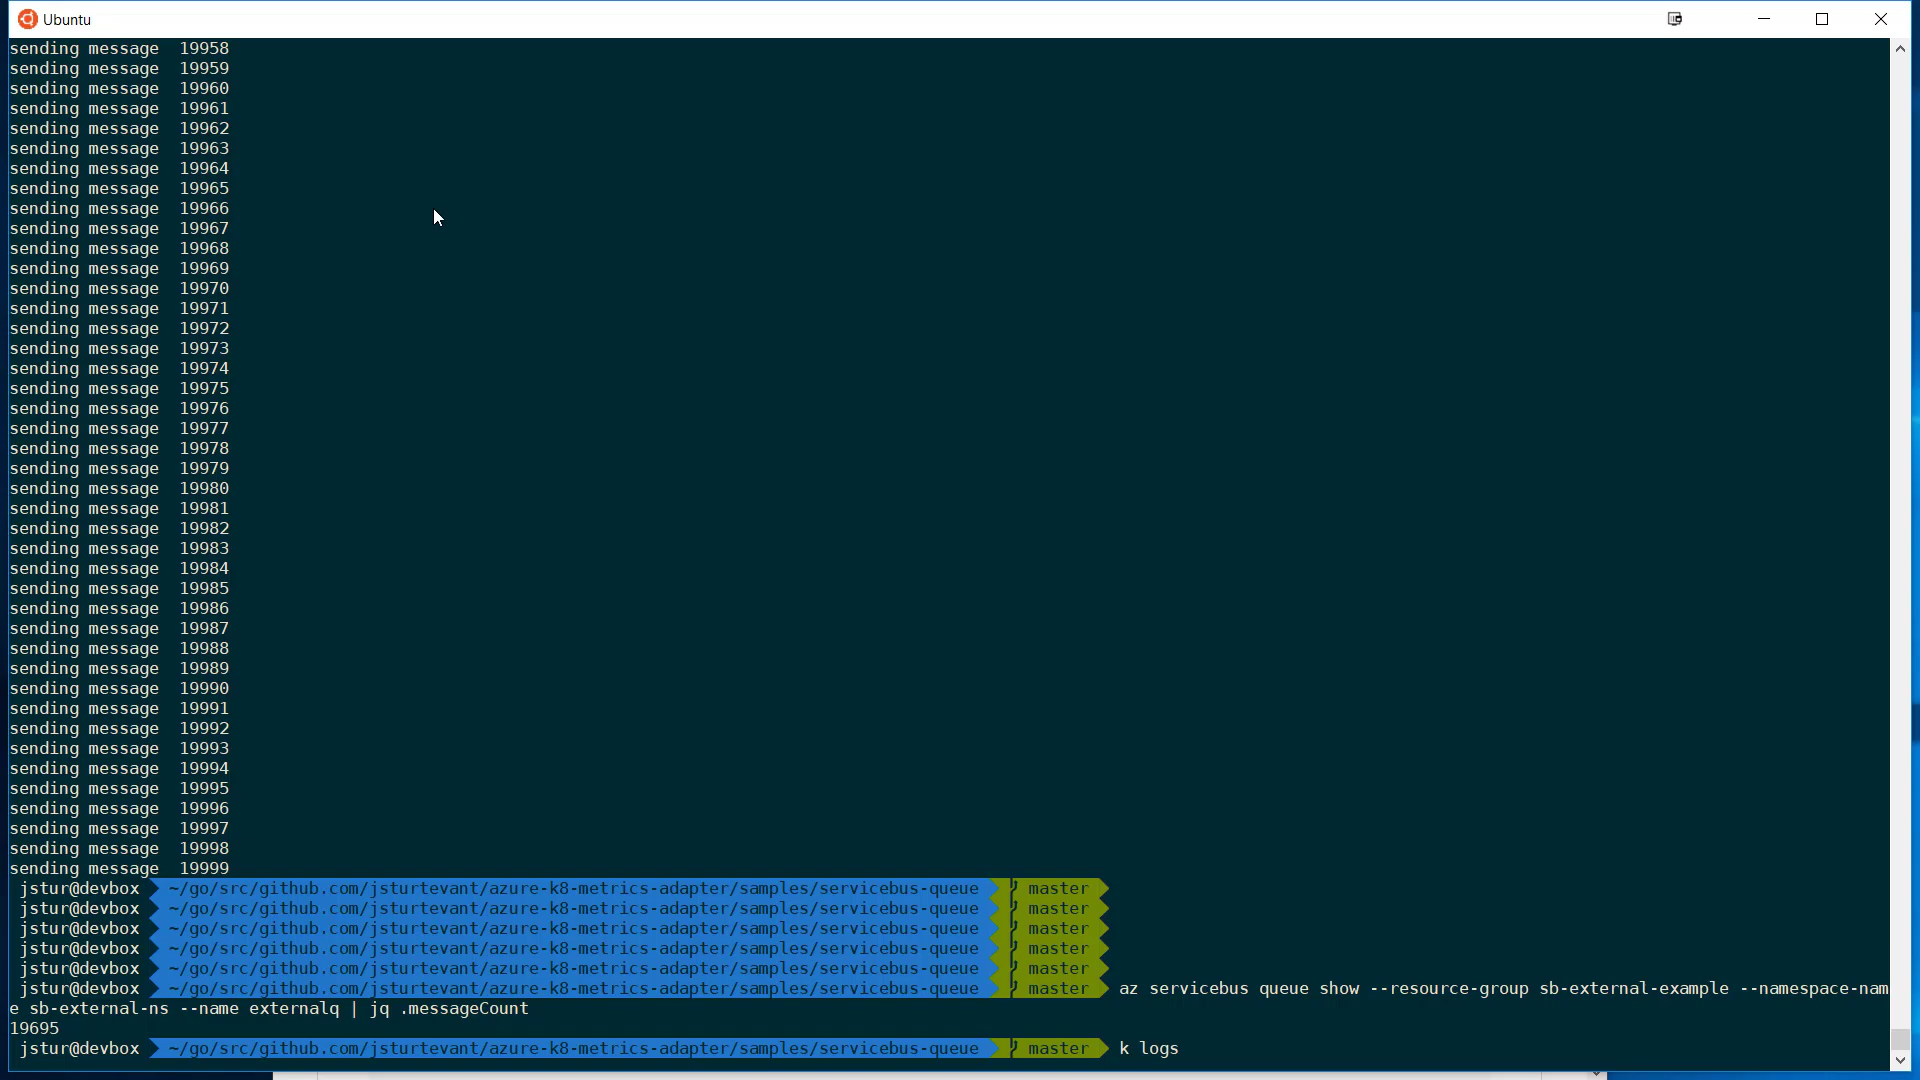 Ubuntu
sending message  19958
sending message  19959
sending message  19960
sending message  19961
sending message  19962
sending message  19963
sending message  19964
sending message  19965
sending message  19966
sending message  19967
sending message  19968
sending message  19969
sending message  19970
sending message  19971
sending message  19972
sending message  19973
sending message  19974
sending message  19975
sending message  19976
sending message  19977
sending message  19978
sending message  19979
sending message  19980
sending message  19981
sending message  19982
sending message  19983
sending message  19984
sending message  19985
sending message  19986
sending message  19987
sending message  19988
sending message  19989
sending message  19990
sending message  19991
sending message  19992
sending message  19993
sending message  19994
sending message  19995
sending message  19996
sending message  19997
sending message  19998
sending message  19999
jstur@devbox ~/go/src/github.com/jsturtevant/azure-k8-metrics-adapter/samples/servicebus-queue master
jstur@devbox ~/go/src/github.com/jsturtevant/azure-k8-metrics-adapter/samples/servicebus-queue master
jstur@devbox ~/go/src/github.com/jsturtevant/azure-k8-metrics-adapter/samples/servicebus-queue master
jstur@devbox ~/go/src/github.com/jsturtevant/azure-k8-metrics-adapter/samples/servicebus-queue master
jstur@devbox ~/go/src/github.com/jsturtevant/azure-k8-metrics-adapter/samples/servicebus-queue master
jstur@devbox ~/go/src/github.com/jsturtevant/azure-k8-metrics-adapter/samples/servicebus-queue master az servicebus queue show --resource-group sb-external-example --namespace-nam
e sb-external-ns --name externalq | jq .messageCount
19695
jstur@devbox ~/go/src/github.com/jsturtevant/azure-k8-metrics-adapter/samples/servicebus-queue master k logs